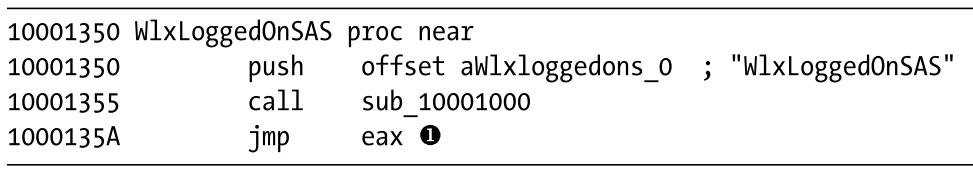 10001350 WlxLoggedOnSAS proc near
10001350 push offset aWlxloggedons_0 ; "WlxLoggedOnSAS"
10001355 call sub_10001000
1000135A jmp eax ❶